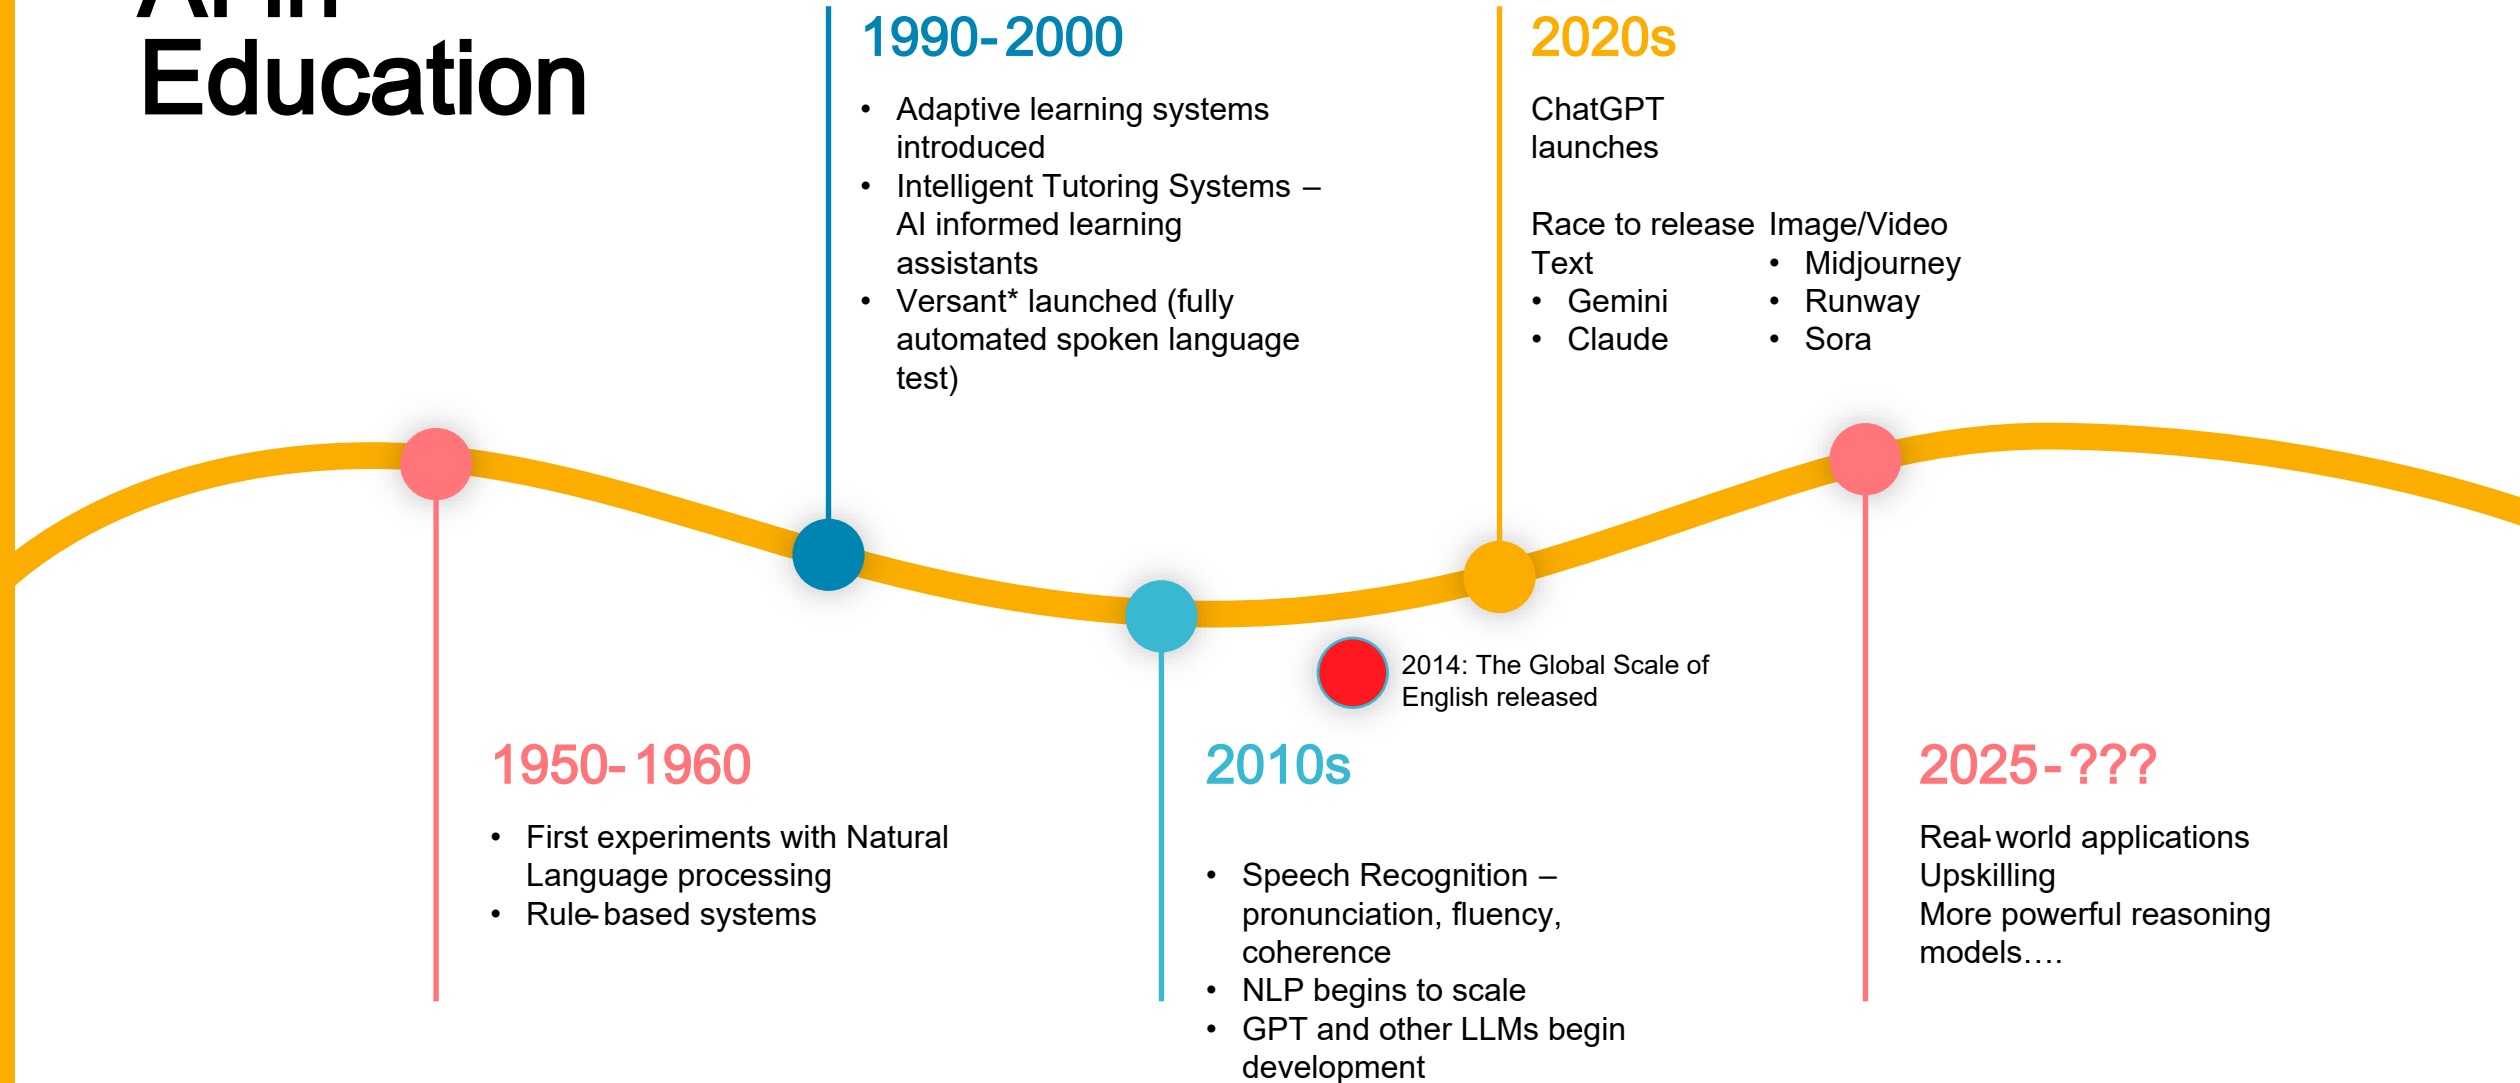 AI in
Education
1990-2000
• Adaptive learning systems
introduced
• Intelligent Tutoring Systems –
AI informed learning
assistants
• Versant* launched (fully
automated spoken language
test)
2020s
ChatGPT
launches
Race to release
Text
• Gemini
• Claude
Image/Video
• Midjourney
• Runway
• Sora
2014: The Global Scale of
English released
1950-1960
• First experiments with Natural
Language processing
• Rule-based systems
2010s
• Speech Recognition –
pronunciation, fluency,
coherence
• NLP begins to scale
• GPT and other LLMs begin
development
2025-???
Real-world applications
Upskilling
More powerful reasoning
models….